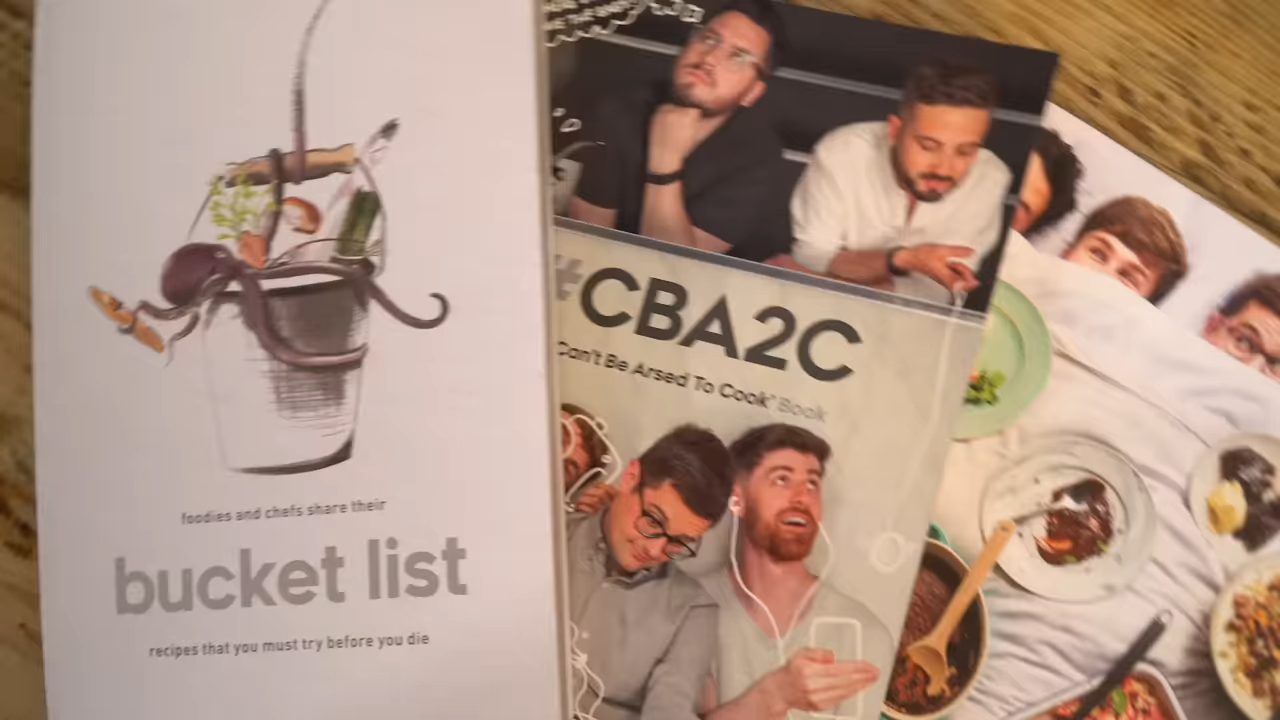 foodies and chefs share their
bucket list
recipes that you must try before you die
#CBA2C
Can't Be Arsed To Cook' Book